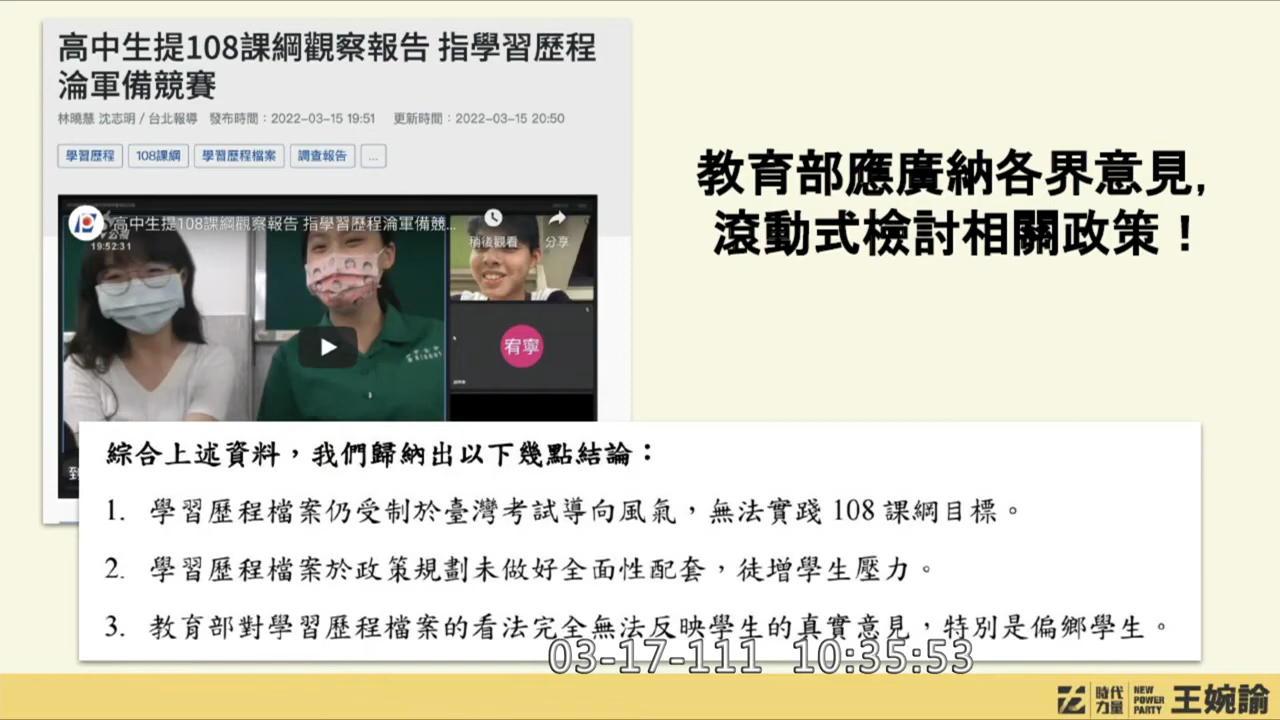 高中生提108課綱觀察報告 指學習歷程
淪軍備競賽
林曉慧 沈志明 / 台北報導 發布時間：2022-03-15 19:51 更新時間：2022-03-15 20:50
學習歷程 108課綱 學習歷程檔案 調查報告 ...
高中生提108課綱觀察報告 指學習歷程淪軍備競...
稍後觀看 分享
19:52:31
宥寧
教育部應廣納各界意見,
滾動式檢討相關政策！
綜合上述資料，我們歸納出以下幾點結論：
1. 學習歷程檔案仍受制於臺灣考試導向風氣，無法實踐 108 課綱目標。
2. 學習歷程檔案於政策規劃未做好全面性配套，徒增學生壓力。
3. 教育部對學習歷程檔案的看法完全無法反映學生的真實意見，特別是偏鄉學生。
03-17-111 10:35:53
時代力量 NEW POWER PARTY 王婉諭